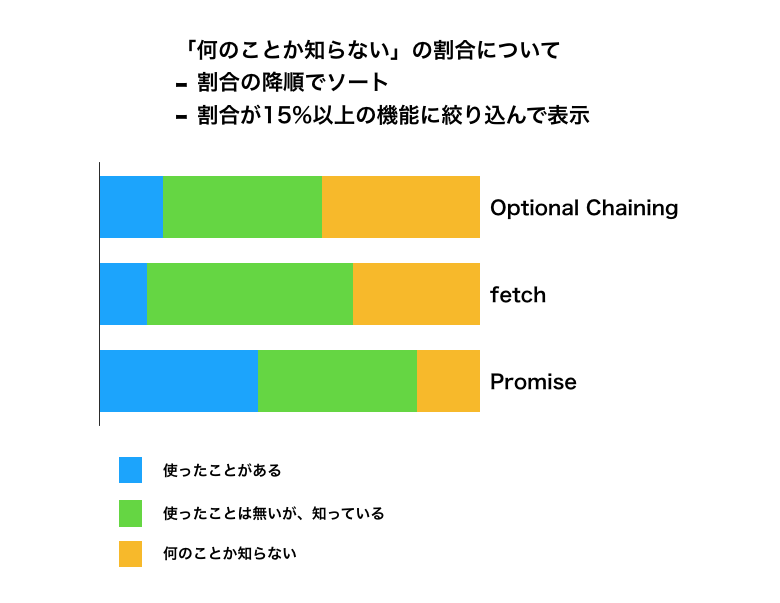 「何のことか知らない」の割合について
- 割合の降順でソート
- 割合が15%以上の機能に絞り込んで表示
Optional Chaining
fetch
Promise
使ったことがある
使ったことは無いが、知っている
何のことか知らない